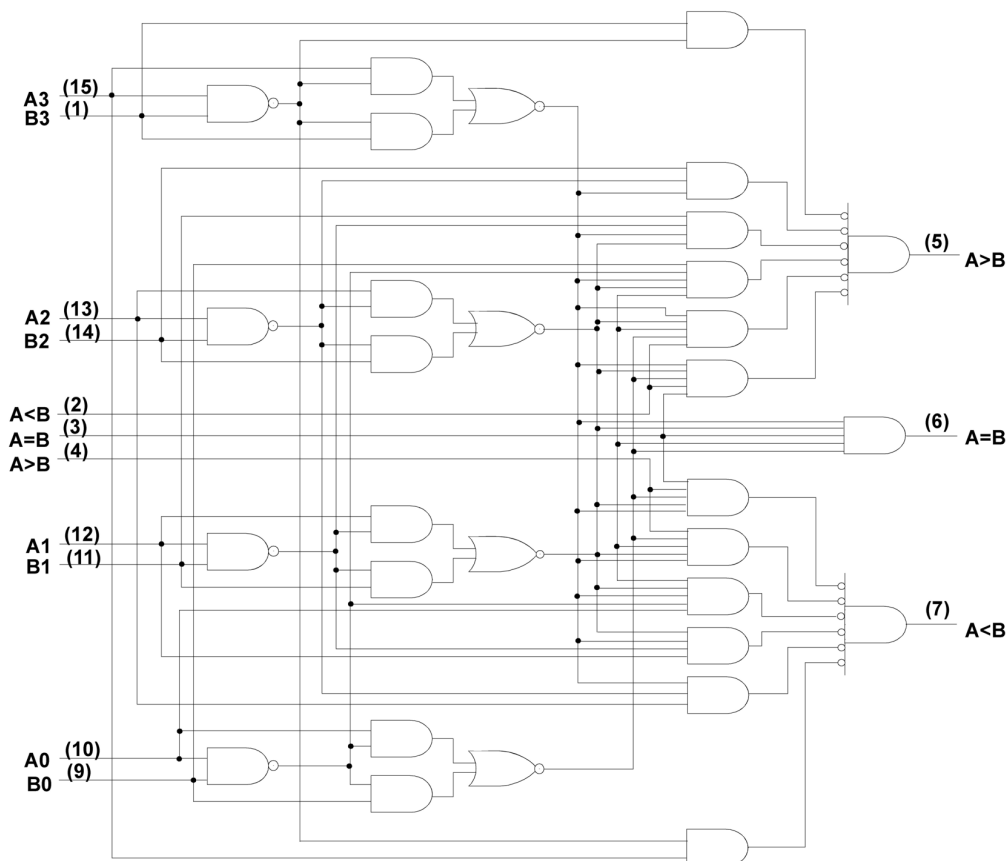 A3 (15)
B3 (1)
A2 (13)
B2 (14)
A<B (2)
A=B (3)
A>B (4)
A1 (12)
B1 (11)
A0 (10)
B0 (9)
(5) A>B
(6) A=B
(7) A<B